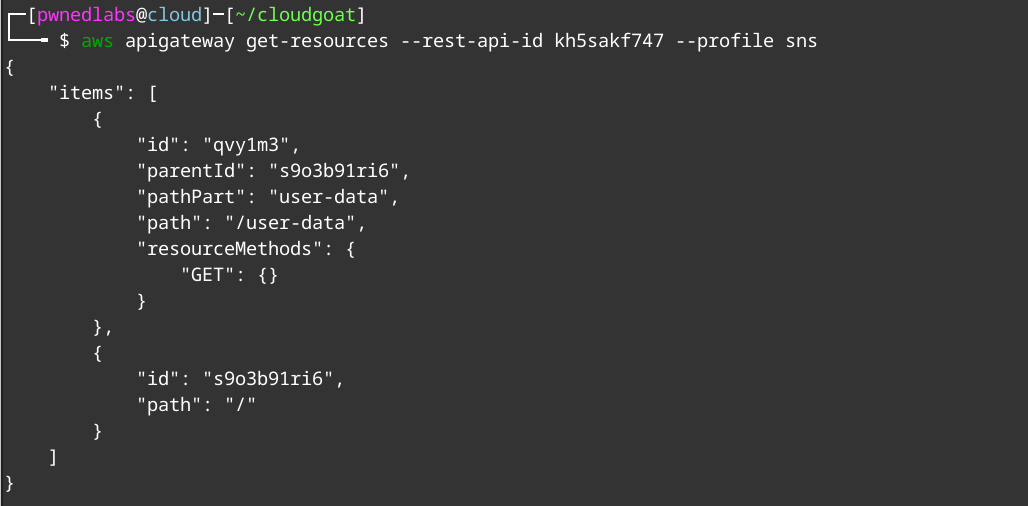 ┌─[pwnedlabs@cloud]─[~/cloudgoat]
└──╼ $ aws apigateway get-resources --rest-api-id kh5sakf747 --profile sns
{
    "items": [
        {
            "id": "qvy1m3",
            "parentId": "s9o3b91ri6",
            "pathPart": "user-data",
            "path": "/user-data",
            "resourceMethods": {
                "GET": {}
            }
        },
        {
            "id": "s9o3b91ri6",
            "path": "/"
        }
    ]
}